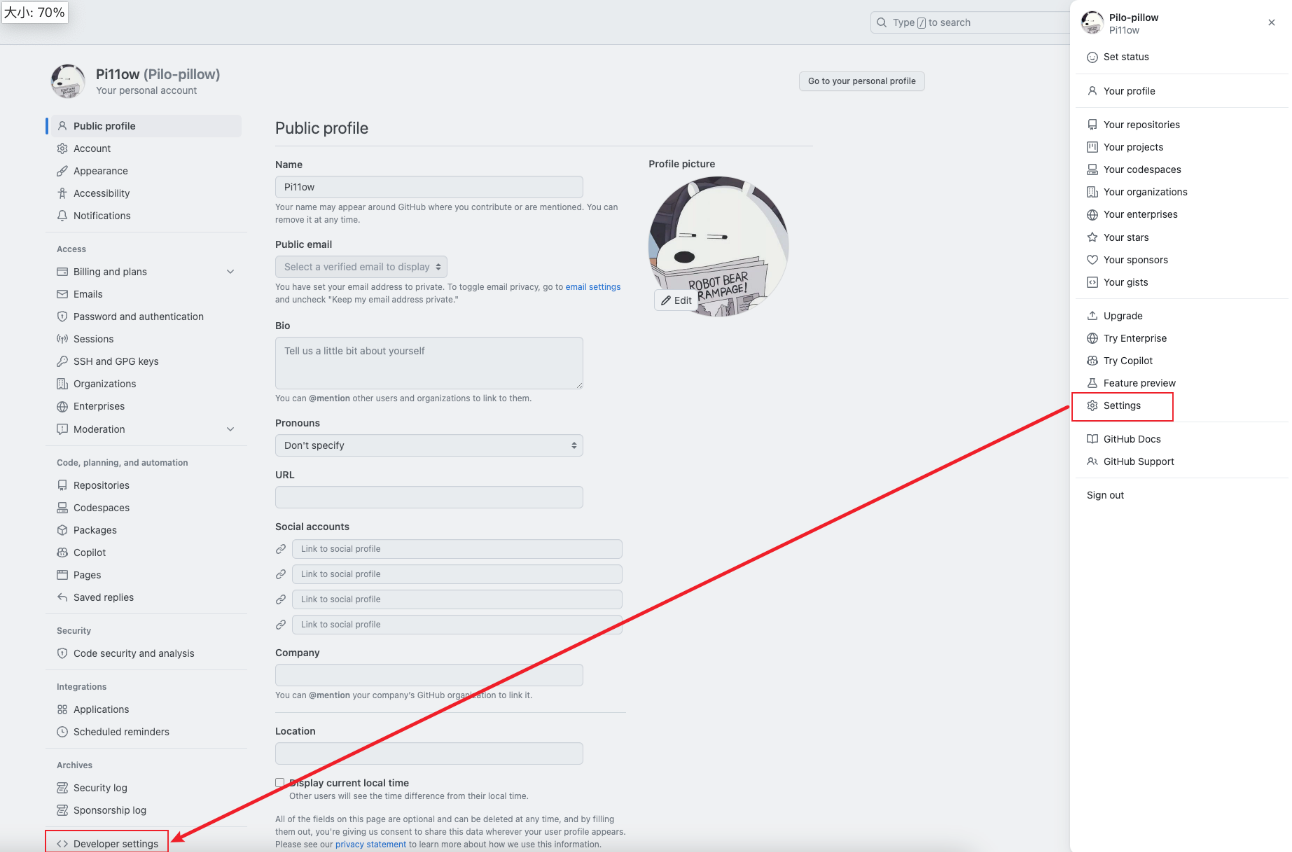 大小: 70%
Type / to search
Pi11ow (Pilo-pillow)
Your personal account
Go to your personal profile
Public profile
Account
Appearance
Accessibility
Notifications
Access
Billing and plans
Emails
Password and authentication
Sessions
SSH and GPG keys
Organizations
Enterprises
Moderation
Code, planning, and automation
Repositories
Codespaces
Packages
Copilot
Pages
Saved replies
Security
Code security and analysis
Integrations
Applications
Scheduled reminders
Archives
Security log
Sponsorship log
Developer settings
Public profile
Name
Pi11ow
Your name may appear around GitHub where you contribute or are mentioned. You can
remove it at any time.
Public email
Select a verified email to display
You have set your email address to private. To toggle email privacy, go to email settings
and uncheck "Keep my email address private."
Bio
Tell us a little bit about yourself
You can @mention other users and organizations to link to them.
Pronouns
Don't specify
URL
Social accounts
Link to social profile
Link to social profile
Link to social profile
Link to social profile
Company
You can @mention your company's GitHub organization to link it.
Location
Display current local time
Other users will see the time difference from their local time.
All of the fields on this page are optional and can be deleted at any time, and by filling
them out, you're giving us consent to share this data wherever your user profile appears.
Please see our privacy statement to learn more about how we use this information.
Profile picture
ROBOT BEAR
RAMPAGE!
Edit
Pilo-pillow
Pi11ow
Set status
Your profile
Your repositories
Your projects
Your codespaces
Your organizations
Your enterprises
Your stars
Your sponsors
Your gists
Upgrade
Try Enterprise
Try Copilot
Feature preview
Settings
GitHub Docs
GitHub Support
Sign out